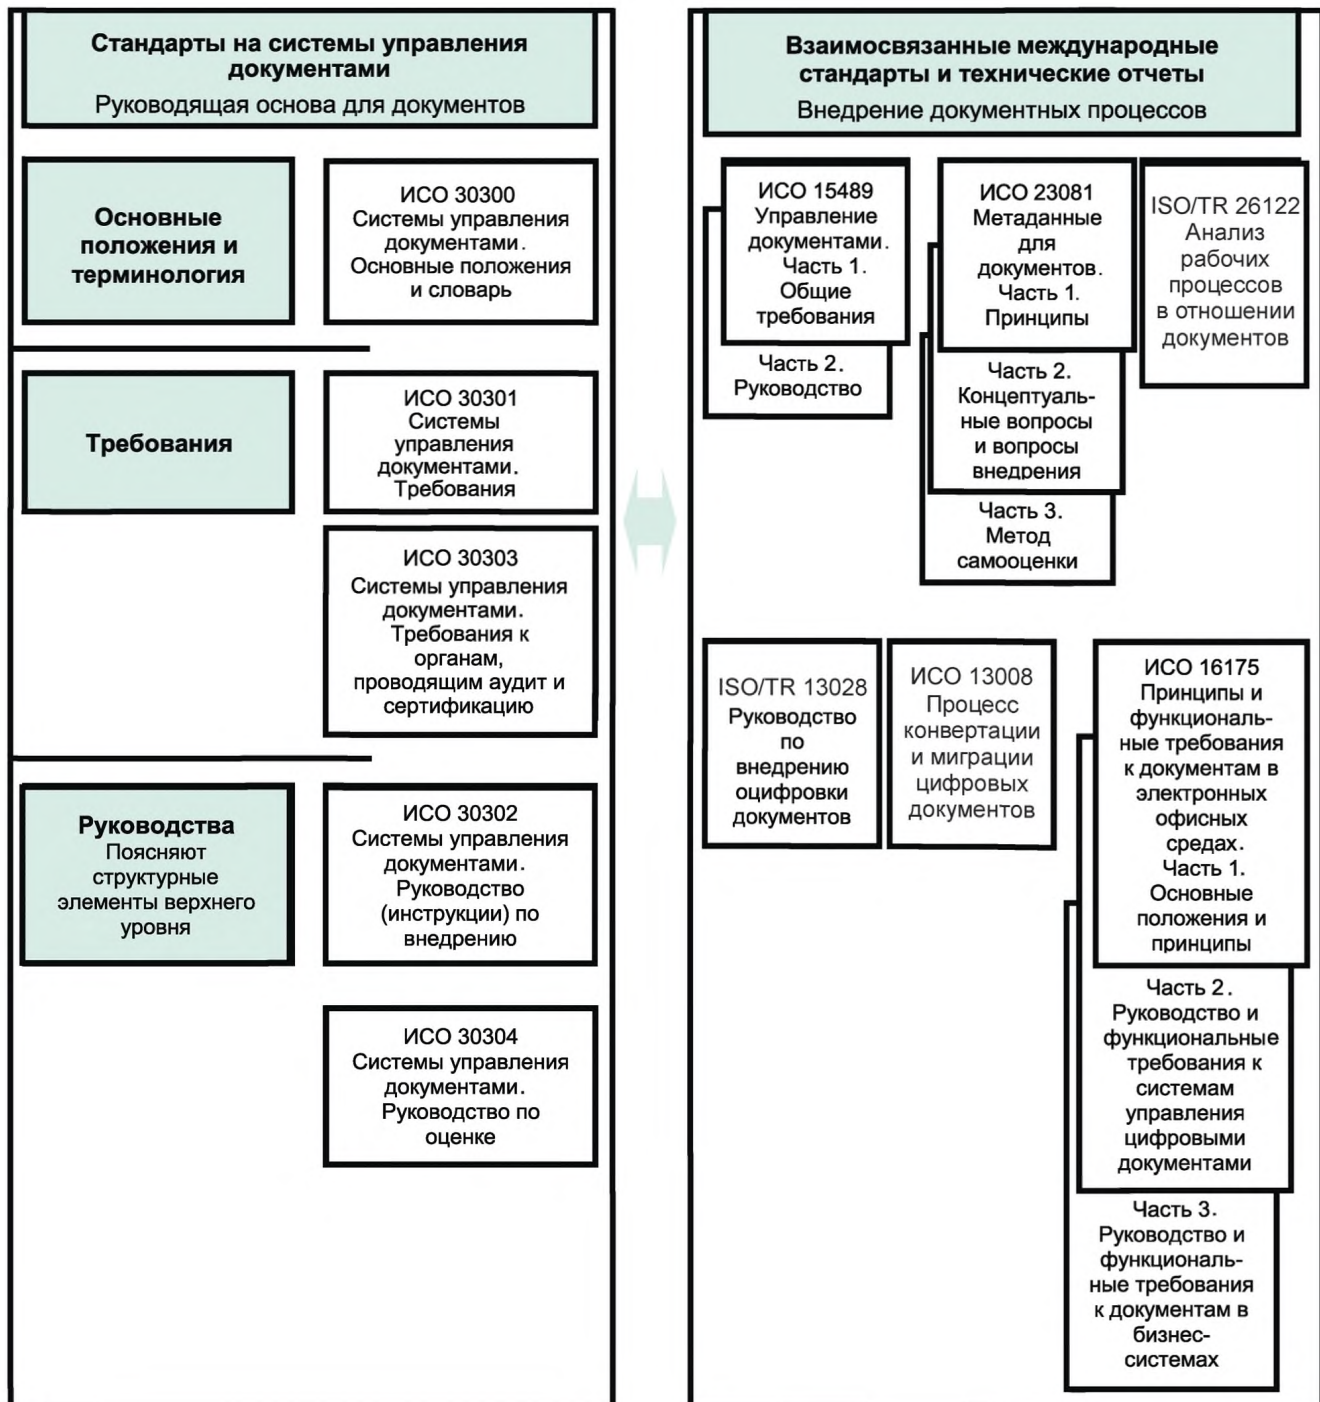 Стандарты на системы управления
документами
Руководящая основа для документов
Основные
положения и
терминология
ИСО 30300
Системы управления
документами.
Основные положения
и словарь
Требования
ИСО 30301
Системы
управления
документами.
Требования
ИСО 30303
Системы управления
документами.
Требования к
органам,
проводящим аудит и
сертификацию
Руководства
Поясняют
структурные
элементы верхнего
уровня
ИСО 30302
Системы управления
документами.
Руководство
(инструкции) по
внедрению
ИСО 30304
Системы управления
документами.
Руководство по
оценке
Взаимосвязанные международные
стандарты и технические отчеты
Внедрение документных процессов
ИСО 15489
Управление
документами.
Часть 1.
Общие
требования
Часть 2.
Руководство
ИСО 23081
Метаданные
для
документов.
Часть 1.
Принципы
Часть 2.
Концептуаль-
ные вопросы
и вопросы
внедрения
Часть 3.
Метод
самооценки
ISO/TR 26122
Анализ
рабочих
процессов
в отношении
документов
ISO/TR 13028
Руководство
по
внедрению
оцифровки
документов
ИСО 13008
Процесс
конвертации
и миграции
цифровых
документов
ИСО 16175
Принципы и
функциональ-
ные требования
к документам в
электронных
офисных
средах.
Часть 1.
Основные
положения и
принципы
Часть 2.
Руководство и
функциональные
требования к
системам
управления
цифровыми
документами
Часть 3.
Руководство и
функциональ-
ные требования
к документам в
бизнес-
системах